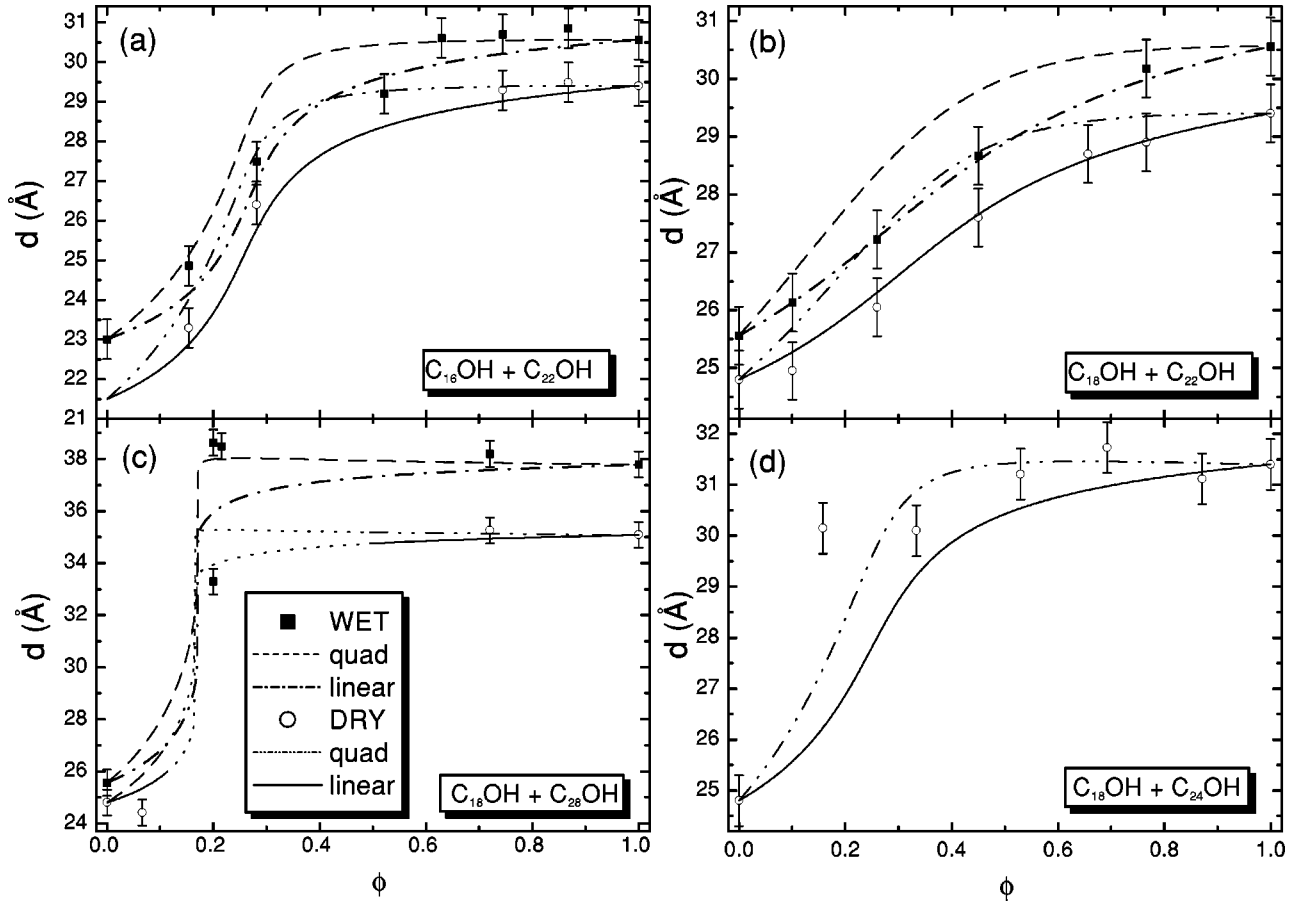 (a)
d (Å)
31
30
29
28
27
26
25
24
23
22
21
C₁₆OH + C₂₂OH
(b)
d (Å)
31
30
29
28
27
26
25
C₁₈OH + C₂₂OH
(c)
d (Å)
38
36
34
32
30
28
26
24
WET
quad
linear
DRY
quad
linear
C₁₈OH + C₂₈OH
0.0 0.2 0.4 0.6 0.8 1.0
ϕ
(d)
d (Å)
32
31
30
29
28
27
26
25
24
C₁₈OH + C₂₄OH
0.0 0.2 0.4 0.6 0.8 1.0
ϕ